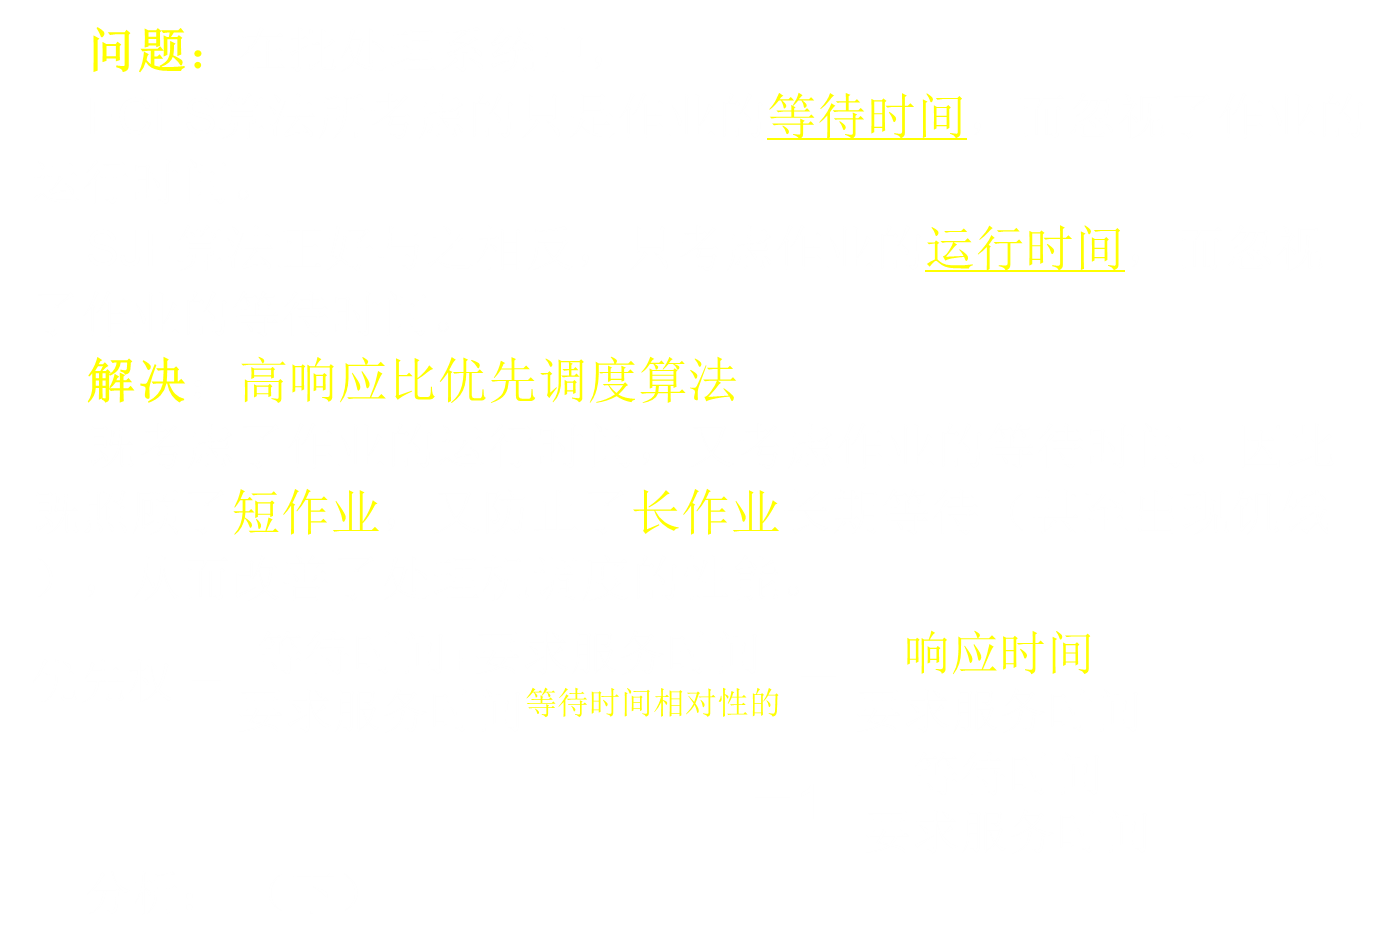 问题：
等待时间
运行时间
解决 高响应比优先调度算法
短作业 长作业
响应时间
等待时间相对性的